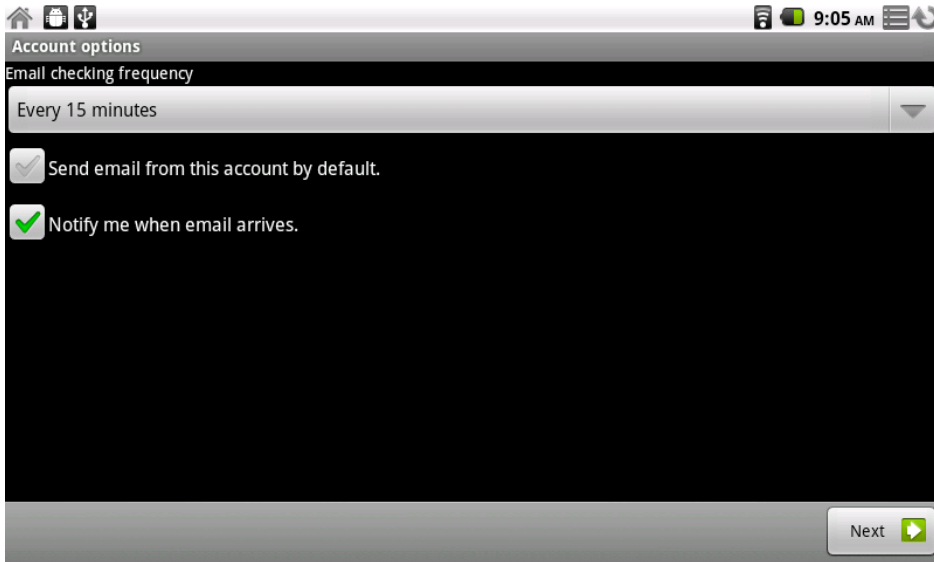 9:05 AM
Account options
Email checking frequency
Every 15 minutes
Send email from this account by default.
Notify me when email arrives.
Next